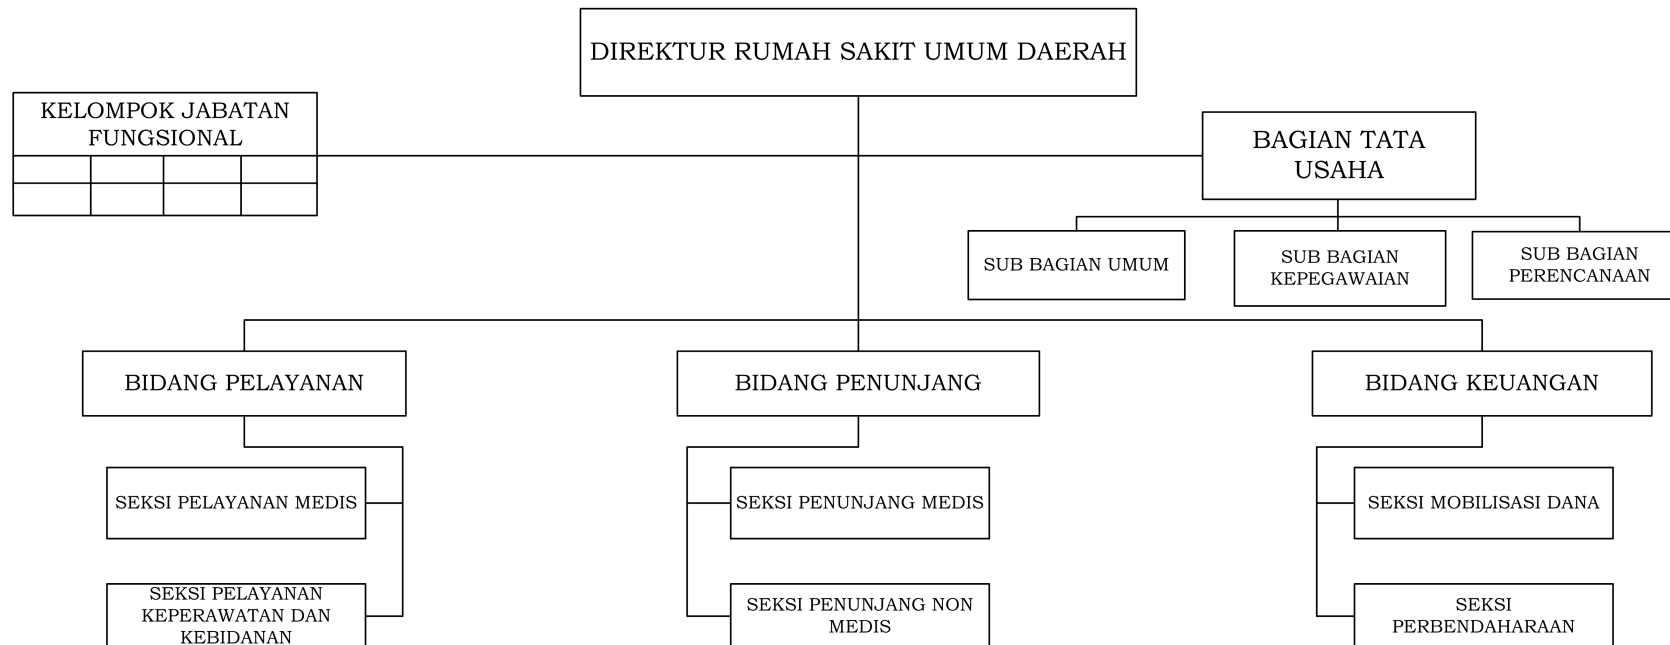 DIREKTUR RUMAH SAKIT UMUM DAERAH
KELOMPOK JABATAN
FUNGSIONAL
BAGIAN TATA
USAHA
SUB BAGIAN UMUM
SUB BAGIAN
KEPEGAWAIAN
SUB BAGIAN
PERENCANAAN
BIDANG PELAYANAN
BIDANG PENUNJANG
BIDANG KEUANGAN
SEKSI PELAYANAN MEDIS
SEKSI PENUNJANG MEDIS
SEKSI MOBILISASI DANA
SEKSI PELAYANAN
KEPERAWATAN DAN
KEBIDANAN
SEKSI PENUNJANG NON
MEDIS
SEKSI
PERBENDAHARAAN